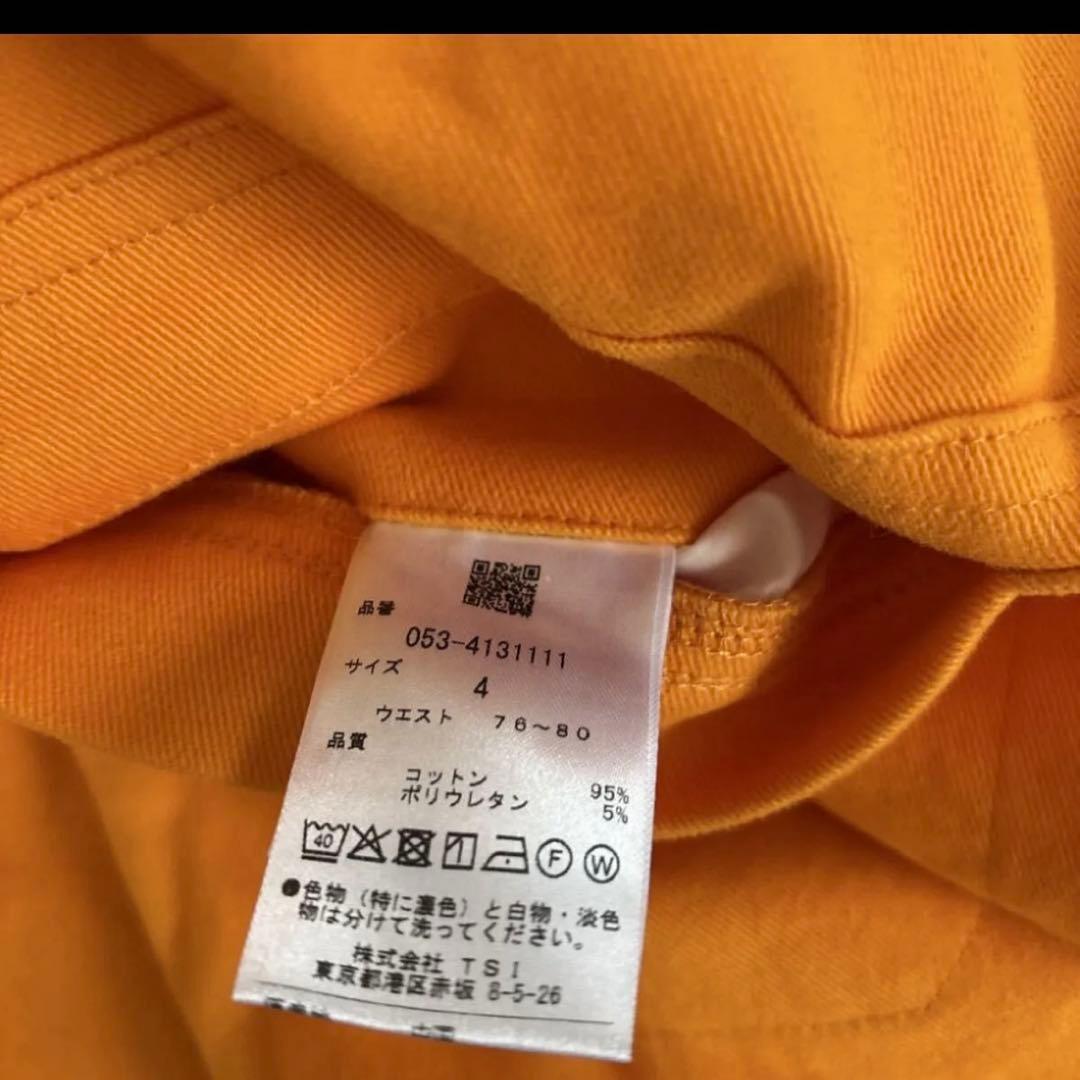 品番
053-4131111
サイズ
4
ウエスト 76～80
品質
コットン 95%
ポリウレタン 5%
40 F W
●色物（特に濃色）と白物・淡色
物は分けて洗ってください。
株式会社 TSI
東京都港区赤坂 8-5-26